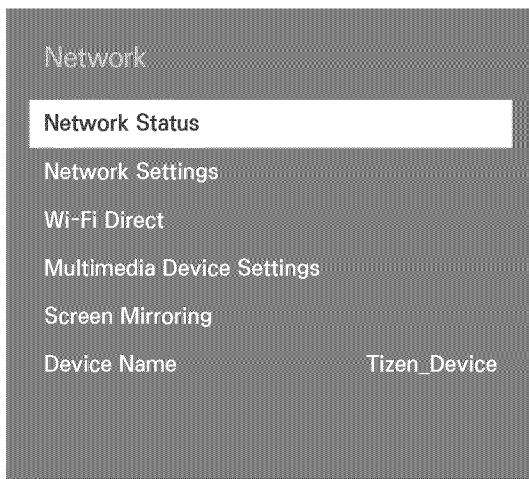 Network
Network Status
Network Settings
Wi-Fi Direct
Multimedia Device Settings
Screen Mirroring
Device Name Tizen_Device